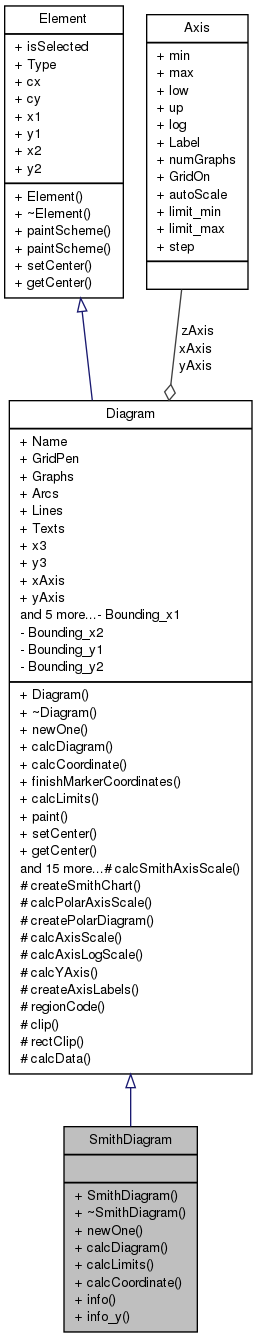 Element
+ isSelected
+ Type
+ cx
+ cy
+ x1
+ y1
+ x2
+ y2
+ Element()
+ ~Element()
+ paintScheme()
+ paintScheme()
+ setCenter()
+ getCenter()
Axis
+ min
+ max
+ low
+ up
+ log
+ Label
+ numGraphs
+ GridOn
+ autoScale
+ limit_min
+ limit_max
+ step
zAxis
xAxis
yAxis
Diagram
+ Name
+ GridPen
+ Graphs
+ Arcs
+ Lines
+ Texts
+ x3
+ y3
+ xAxis
+ yAxis
and 5 more...- Bounding_x1
- Bounding_x2
- Bounding_y1
- Bounding_y2
+ Diagram()
+ ~Diagram()
+ newOne()
+ calcDiagram()
+ calcCoordinate()
+ finishMarkerCoordinates()
+ calcLimits()
+ paint()
+ setCenter()
+ getCenter()
and 15 more...# calcSmithAxisScale()
# createSmithChart()
# calcPolarAxisScale()
# createPolarDiagram()
# calcAxisScale()
# calcAxisLogScale()
# calcYAxis()
# createAxisLabels()
# regionCode()
# clip()
# rectClip()
# calcData()
SmithDiagram
+ SmithDiagram()
+ ~SmithDiagram()
+ newOne()
+ calcDiagram()
+ calcLimits()
+ calcCoordinate()
+ info()
+ info_y()